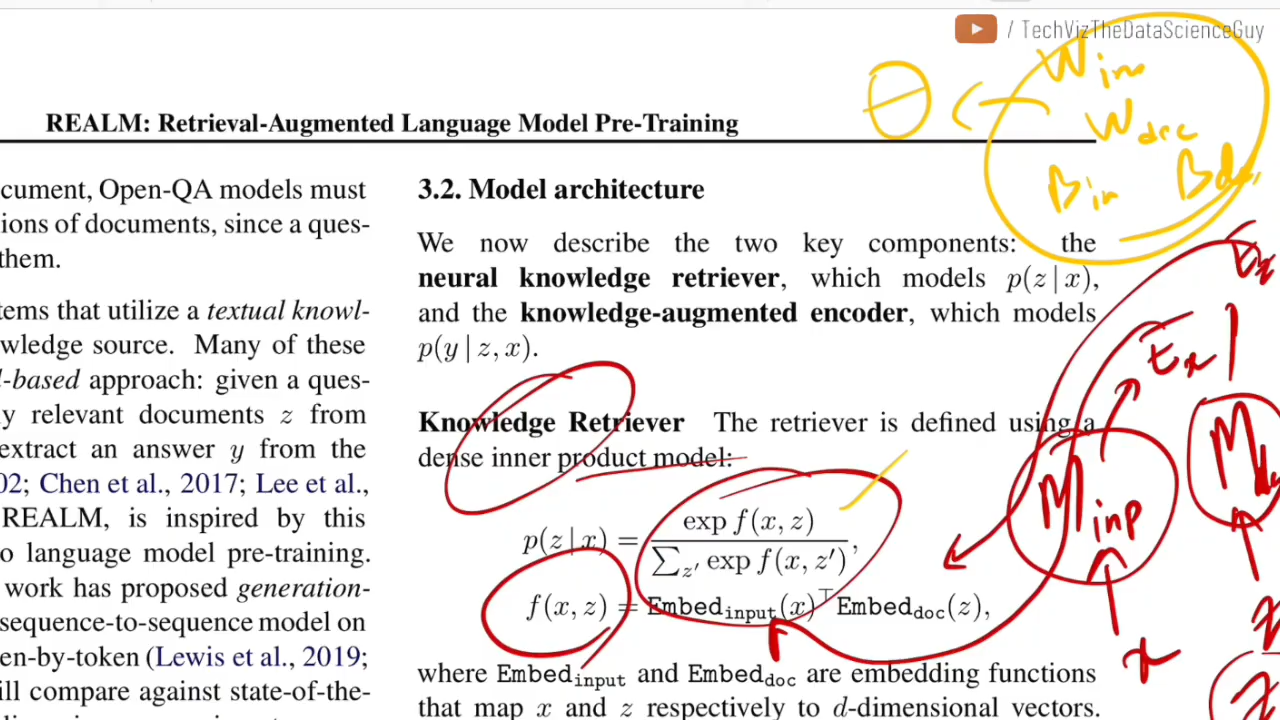 / TechVizTheDataScienceGuy
θ
W in
W doc
B in
REALM: Retrieval-Augmented Language Model Pre-Training
cument, Open-QA models must
ions of documents, since a ques-
them.
tems that utilize a textual knowl-
wledge source. Many of these
d-based approach: given a ques-
ly relevant documents z from
extract an answer y from the
02; Chen et al., 2017; Lee et al.,
REALM, is inspired by this
o language model pre-training.
work has proposed generation-
sequence-to-sequence model on
en-by-token (Lewis et al., 2019;
ill compare against state-of-the-
3.2. Model architecture
We now describe the two key components: the
neural knowledge retriever, which models p(z | x),
and the knowledge-augmented encoder, which models
p(y | z, x).
Knowledge Retriever The retriever is defined using a
dense inner product model:
p(z | x) = exp f(x, z) / ∑z′ exp f(x, z′),
f(x, z) = Embedinput(x)⊤Embeddoc(z),
where Embedinput and Embeddoc are embedding functions
that map x and z respectively to d-dimensional vectors.
Ex
M inp
x